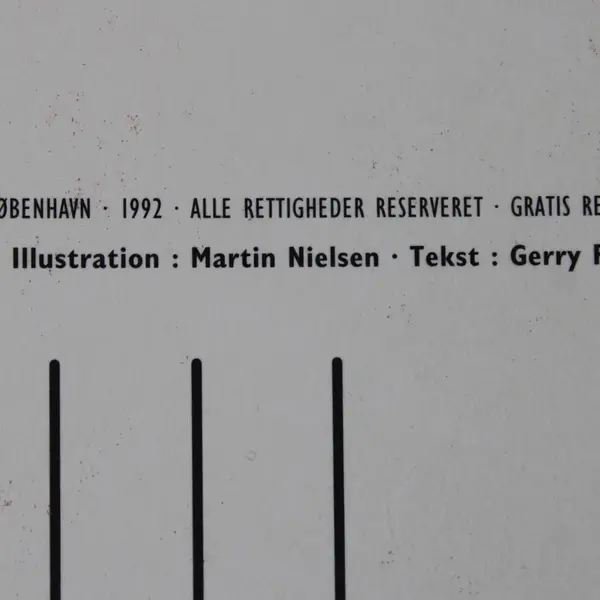 ØBENHAVN · 1992 · ALLE RETTIGHEDER RESERVERET · GRATIS RE
Illustration : Martin Nielsen · Tekst : Gerry